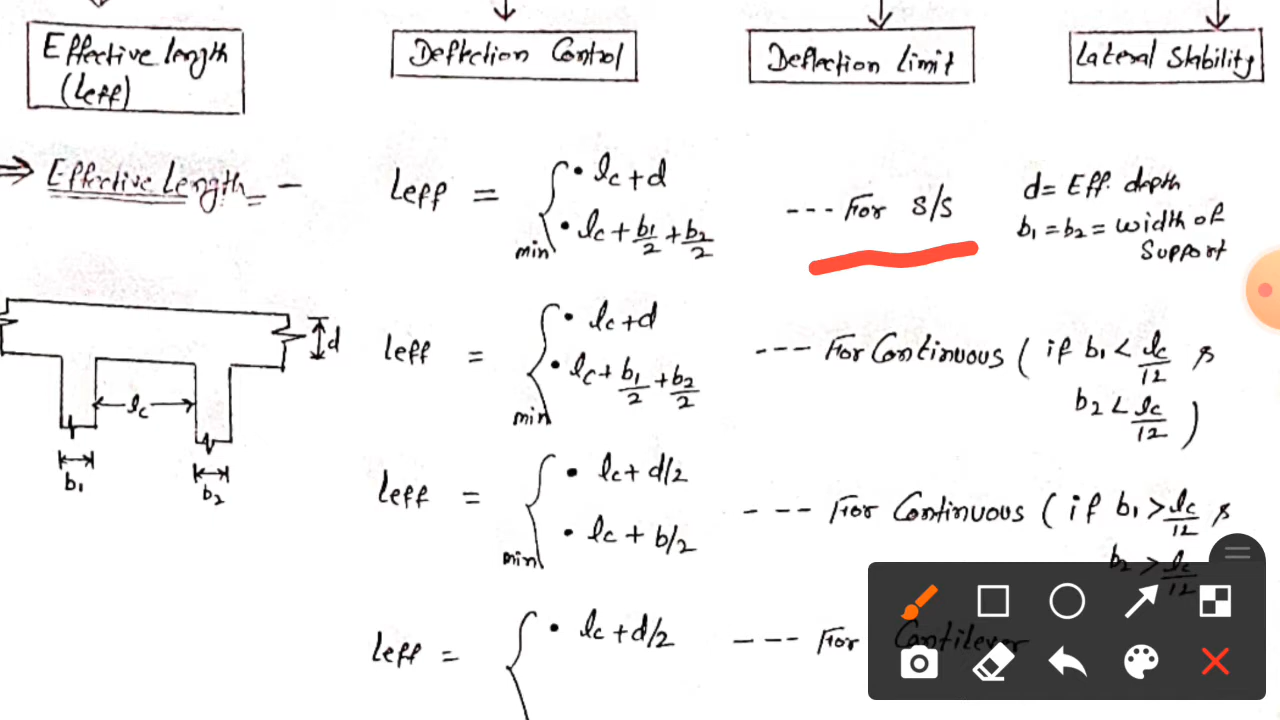 Effective length
(Leff)
Deflection Control
Deflection Limit
Lateral Stability
⇒ Effective Length -
Leff = min { • lc+d
• lc + b1/2 + b2/2
--- For S/S
d = Eff. depth
b1 = b2 = width of
Support
Leff = min { • lc+d
• lc + b1/2 + b2/2
--- For Continuous ( if b1 < lc/12 &
b2 < lc/12 )
d
lc
b1
b2
Leff = min { • lc + d/2
• lc + b/2
--- For Continuous ( if b1 > lc/12 &
b2 > lc/12
Leff = { • lc + d/2
--- For Cantilever